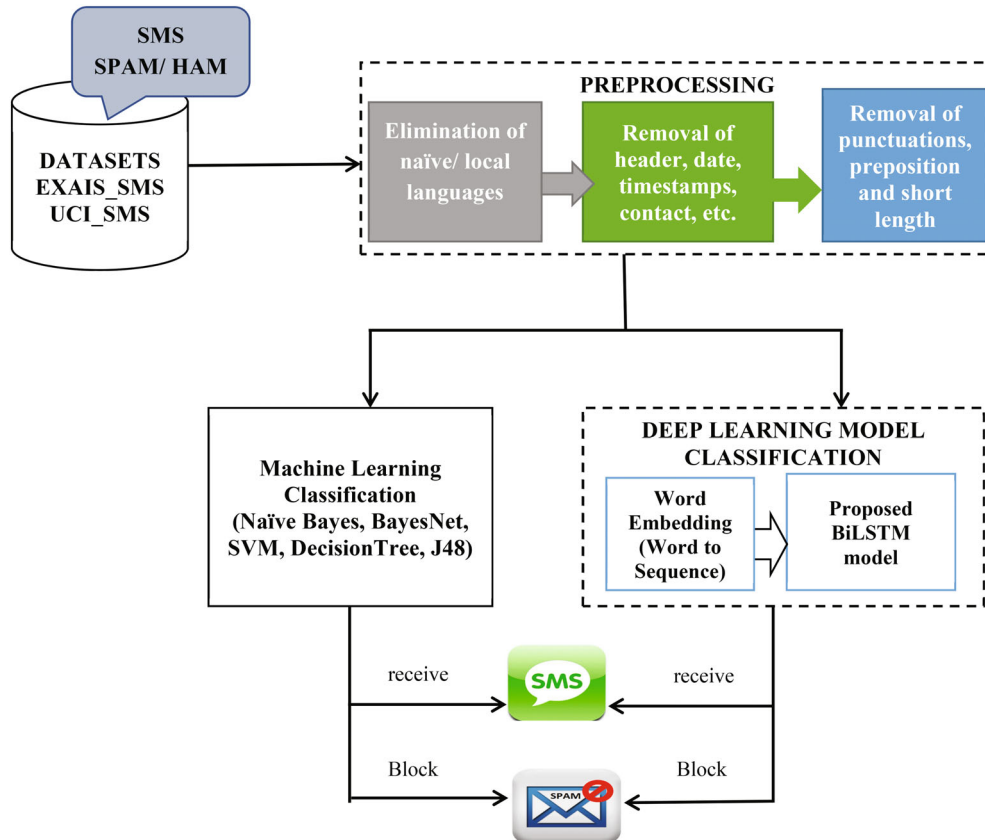 SMS
SPAM/ HAM
DATASETS
EXAIS_SMS
UCI_SMS
PREPROCESSING
Elimination of
naïve/ local
languages
Removal of
header, date,
timestamps,
contact, etc.
Removal of
punctuations,
preposition
and short
length
Machine Learning
Classification
(Naïve Bayes, BayesNet,
SVM, DecisionTree, J48)
DEEP LEARNING MODEL
CLASSIFICATION
Word
Embedding
(Word to
Sequence)
Proposed
BiLSTM
model
receive
SMS
receive
Block
SPAM
Block